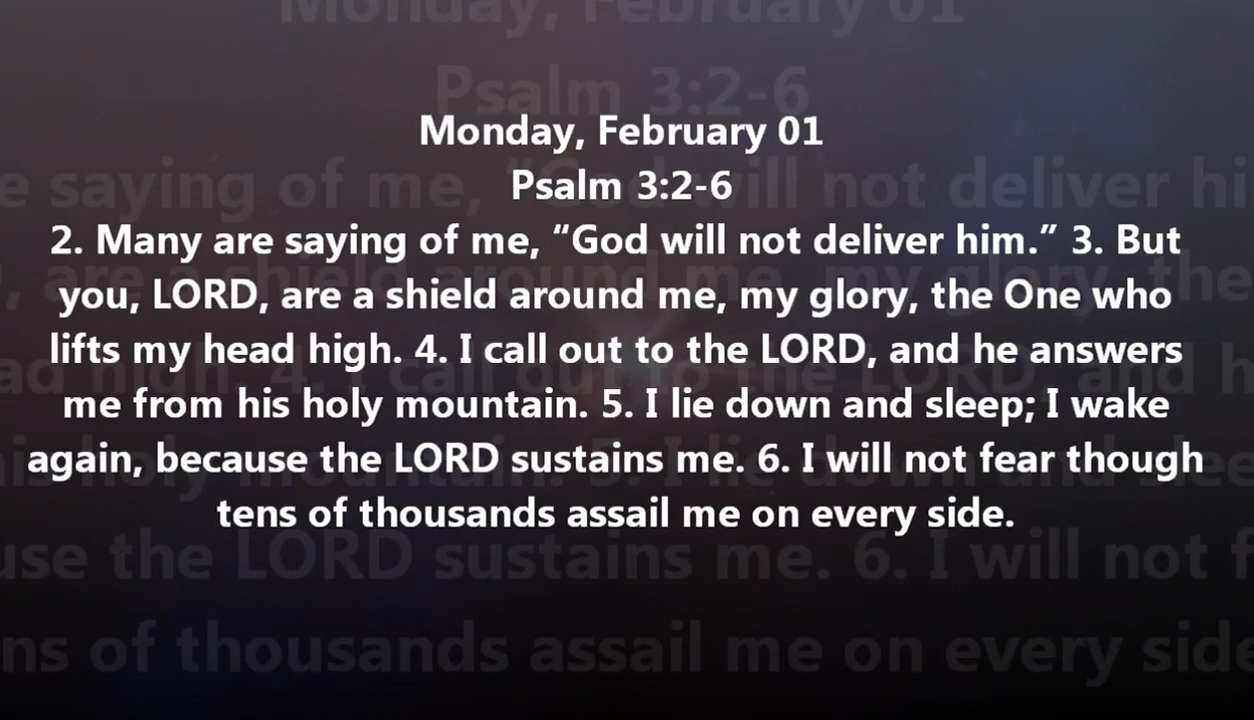 Monday, February 01
Psalm 3:2-6
2. Many are saying of me, “God will not deliver him.” 3. But
you, LORD, are a shield around me, my glory, the One who
lifts my head high. 4. I call out to the LORD, and he answers
me from his holy mountain. 5. I lie down and sleep; I wake
again, because the LORD sustains me. 6. I will not fear though
tens of thousands assail me on every side.